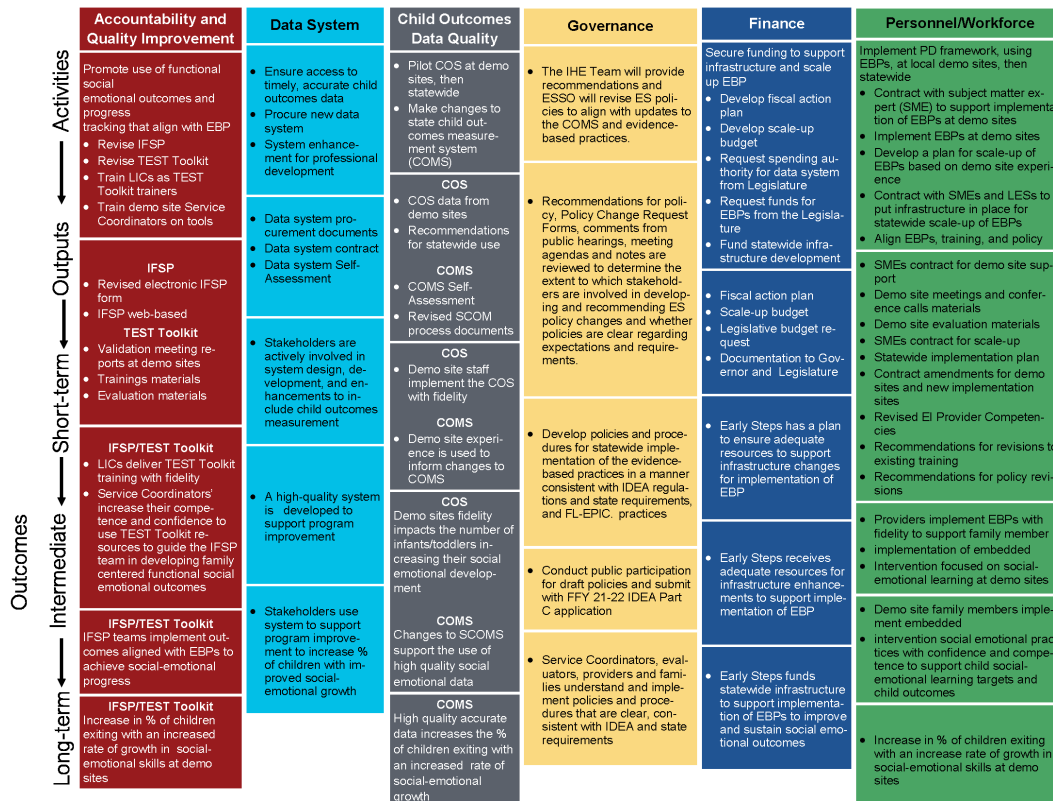 Activities
Outputs
Short-term
Intermediate
Long-term
Outcomes
Accountability and
Quality Improvement
Promote use of functional
social
emotional outcomes and
progress
tracking that align with EBP
• Revise IFSP
• Revise TEST Toolkit
• Train LICs as TEST
Toolkit trainers
• Train demo site Service
Coordinators on tools
IFSP
• Revised electronic IFSP
form
• IFSP web-based
TEST Toolkit
• Validation meeting re-
ports at demo sites
• Trainings materials
• Evaluation materials
IFSP/TEST Toolkit
• LICs deliver TEST Toolkit
training with fidelity
• Service Coordinators'
increase their compe-
tence and confidence to
use TEST Toolkit re-
sources to guide the IFSP
team in developing family
centered functional social
emotional outcomes
IFSP/TEST Toolkit
IFSP teams implement out-
comes aligned with EBPs to
achieve social-emotional
progress
IFSP/TEST Toolkit
Increase in % of children
exiting with an increased
rate of growth in social-
emotional skills at demo
sites
Data System
• Ensure access to
timely, accurate child
outcomes data
• Procure new data
system
• System enhance-
ment for professional
development
• Data system pro-
curement documents
• Data system contract
• Data system Self-
Assessment
• Stakeholders are
actively involved in
system design, de-
velopment, and en-
hancements to in-
clude child outcomes
measurement
• A high-quality system
is developed to
support program
improvement
• Stakeholders use
system to support
program improve-
ment to increase %
of children with im-
proved social-
emotional growth
Child Outcomes
Data Quality
• Pilot COS at demo
sites, then
statewide
• Make changes to
state child out-
comes measure-
ment system
(COMS)
COS
• COS data from
demo sites
• Recommendations
for statewide use
COMS
• COMS Self-
Assessment
• Revised SCOM
process documents
COS
• Demo site staff
implement the COS
with fidelity
COMS
• Demo site experi-
ence is used to
inform changes to
COMS
COS
Demo sites fidelity
impacts the number of
infants/toddlers in-
creasing their social
emotional develop-
ment
COMS
Changes to SCOMS
support the use of
high quality social
emotional data
COMS
High quality accurate
data increases the %
of children exiting with
an increased rate of
social-emotional
growth
Governance
• The IHE Team will provide
recommendations and
ESSO will revise ES poli-
cies to align with updates to
the COMS and evidence-
based practices.
• Recommendations for
policy, Policy Change Request
Forms, comments from
public hearings, meeting
agendas and notes are
reviewed to determine the
extent to which stakehold-
ers are involved in develop-
ing and recommending ES
policy changes and whether
policies are clear regarding
expectations and require-
ments.
• Develop policies and proce-
dures for statewide imple-
mentation of the evidence-
based practices in a manner
consistent with IDEA regula-
tions and state requirements,
and FL-EPIC. practices
• Conduct public participation
for draft policies and submit
with FFY 21-22 IDEA Part
C application
• Service Coordinators, eval-
uators, providers and fami-
lies understand and imple-
ment policies and proce-
dures that are clear, con-
sistent with IDEA and state
requirements
Finance
Secure funding to support
infrastructure and scale
up EBP
• Develop fiscal action
plan
• Develop scale-up
budget
• Request spending au-
thority for data system
from Legislature
• Request funds for
EBPs from the Legisla-
ture
• Fund statewide infra-
structure development
• Fiscal action plan
• Scale-up budget
• Legislative budget re-
quest
• Documentation to Gov-
ernor and Legislature
• Early Steps has a plan
to ensure adequate
resources to support
infrastructure changes
for implementation of
EBP
• Early Steps receives
adequate resources for
infrastructure enhance-
ments to support imple-
mentation of EBP
• Early Steps funds
statewide infrastructure
to support implementa-
tion of EBPs to improve
and sustain social emo-
tional outcomes
Personnel/Workforce
Implement PD framework, using
EBPs, at local demo sites, then
statewide
• Contract with subject matter ex-
pert (SME) to support implementa-
tion of EBPs at demo sites
• Implement EBPs at demo sites
• Develop a plan for scale-up of
EBPs based on demo site experi-
ence
• Contract with SMEs and LESs to
put infrastructure in place for
statewide scale-up of EBPs
• Align EBPs, training, and policy
• SMEs contract for demo site sup-
port
• Demo site meetings and confer-
ence calls materials
• Demo site evaluation materials
• SMEs contract for scale-up
• Statewide implementation plan
• Contract amendments for demo
sites and new implementation
sites
• Revised EI Provider Competen-
cies
• Recommendations for revisions to
existing training
• Recommendations for policy revi-
sions
• Providers implement EBPs with
fidelity to support family member
• implementation of embedded
• Intervention focused on social-
emotional learning at demo sites
• Demo site family members imple-
ment embedded
• intervention social emotional prac-
tices with confidence and compe-
tence to support child social-
emotional learning targets and
child outcomes
• Increase in % of children exiting
with an increase rate of growth in
social-emotional skills at demo
sites